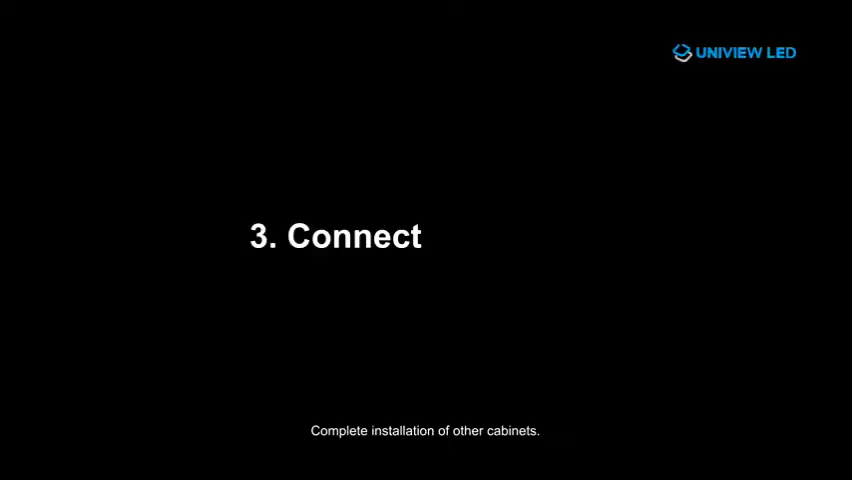 UNIVIEW LED
3. Connect
Complete installation of other cabinets.